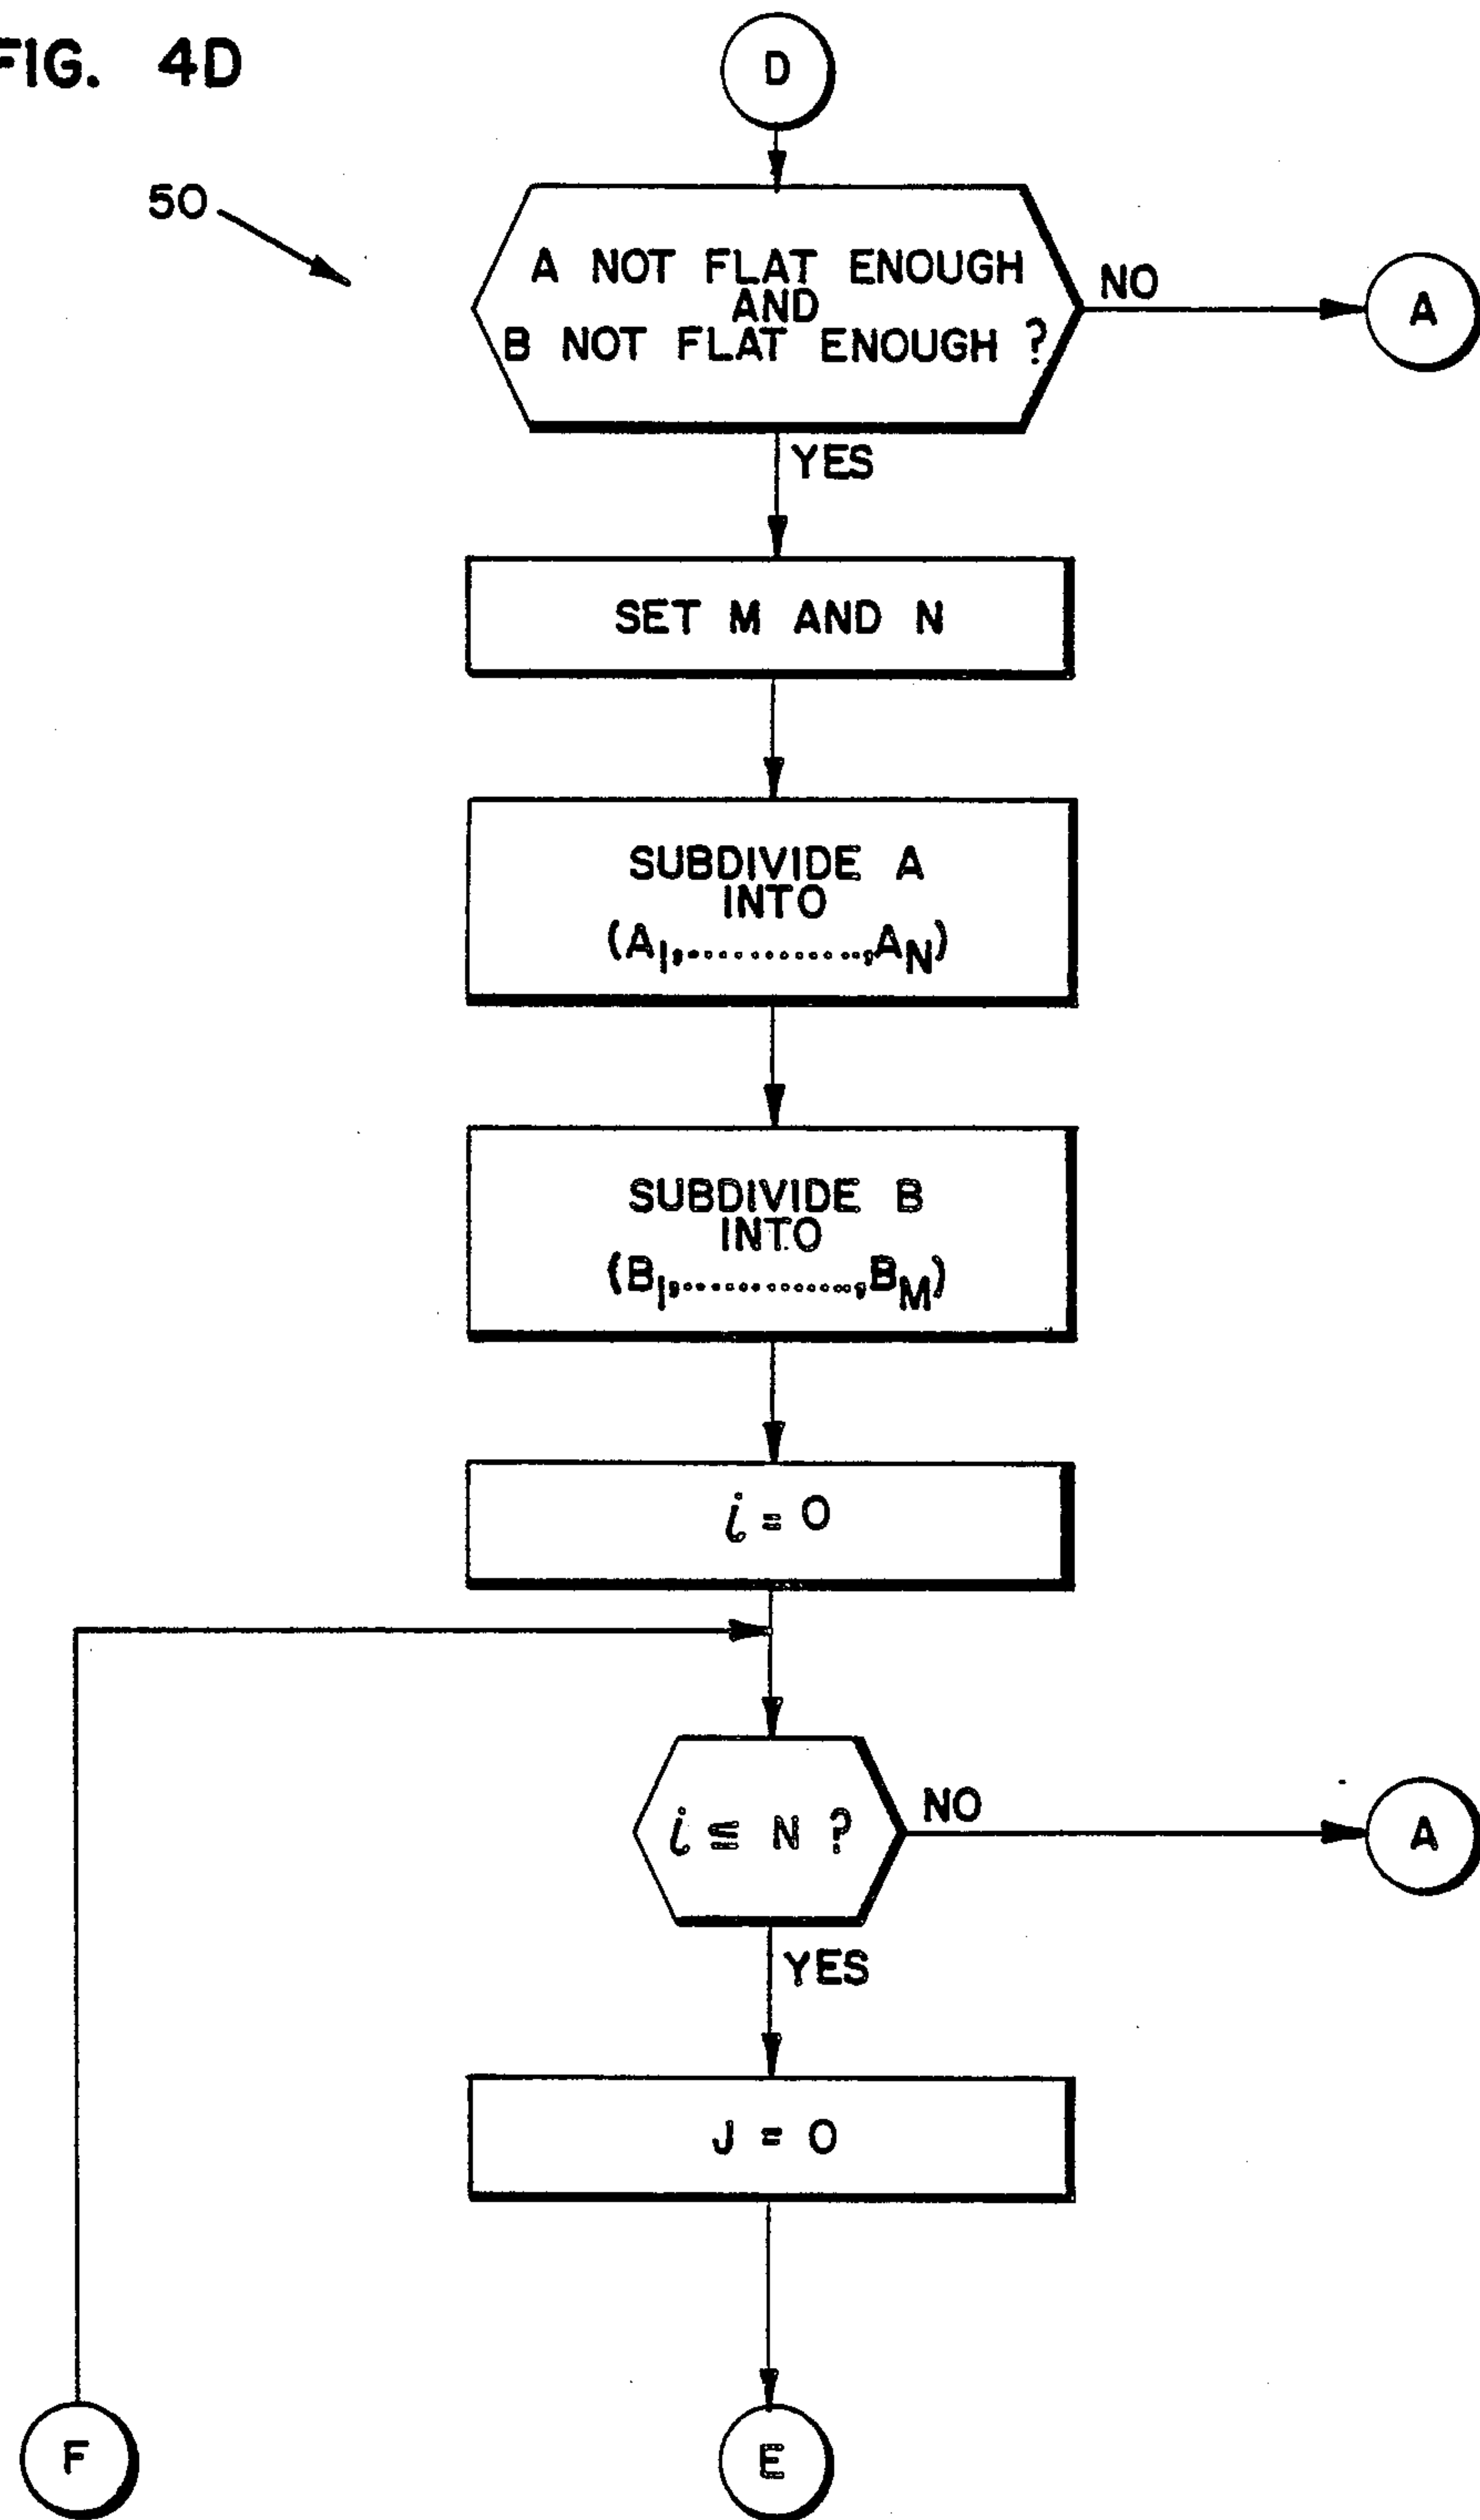 FIG. 4D
D
50
A NOT FLAT ENOUGH
AND
B NOT FLAT ENOUGH ?
NO
A
YES
SET M AND N
SUBDIVIDE A
INTO
(A1,............,AN)
SUBDIVIDE B
INTO
(B1,............,BM)
i = 0
i ≦ N ?
NO
A
YES
J = 0
F
E